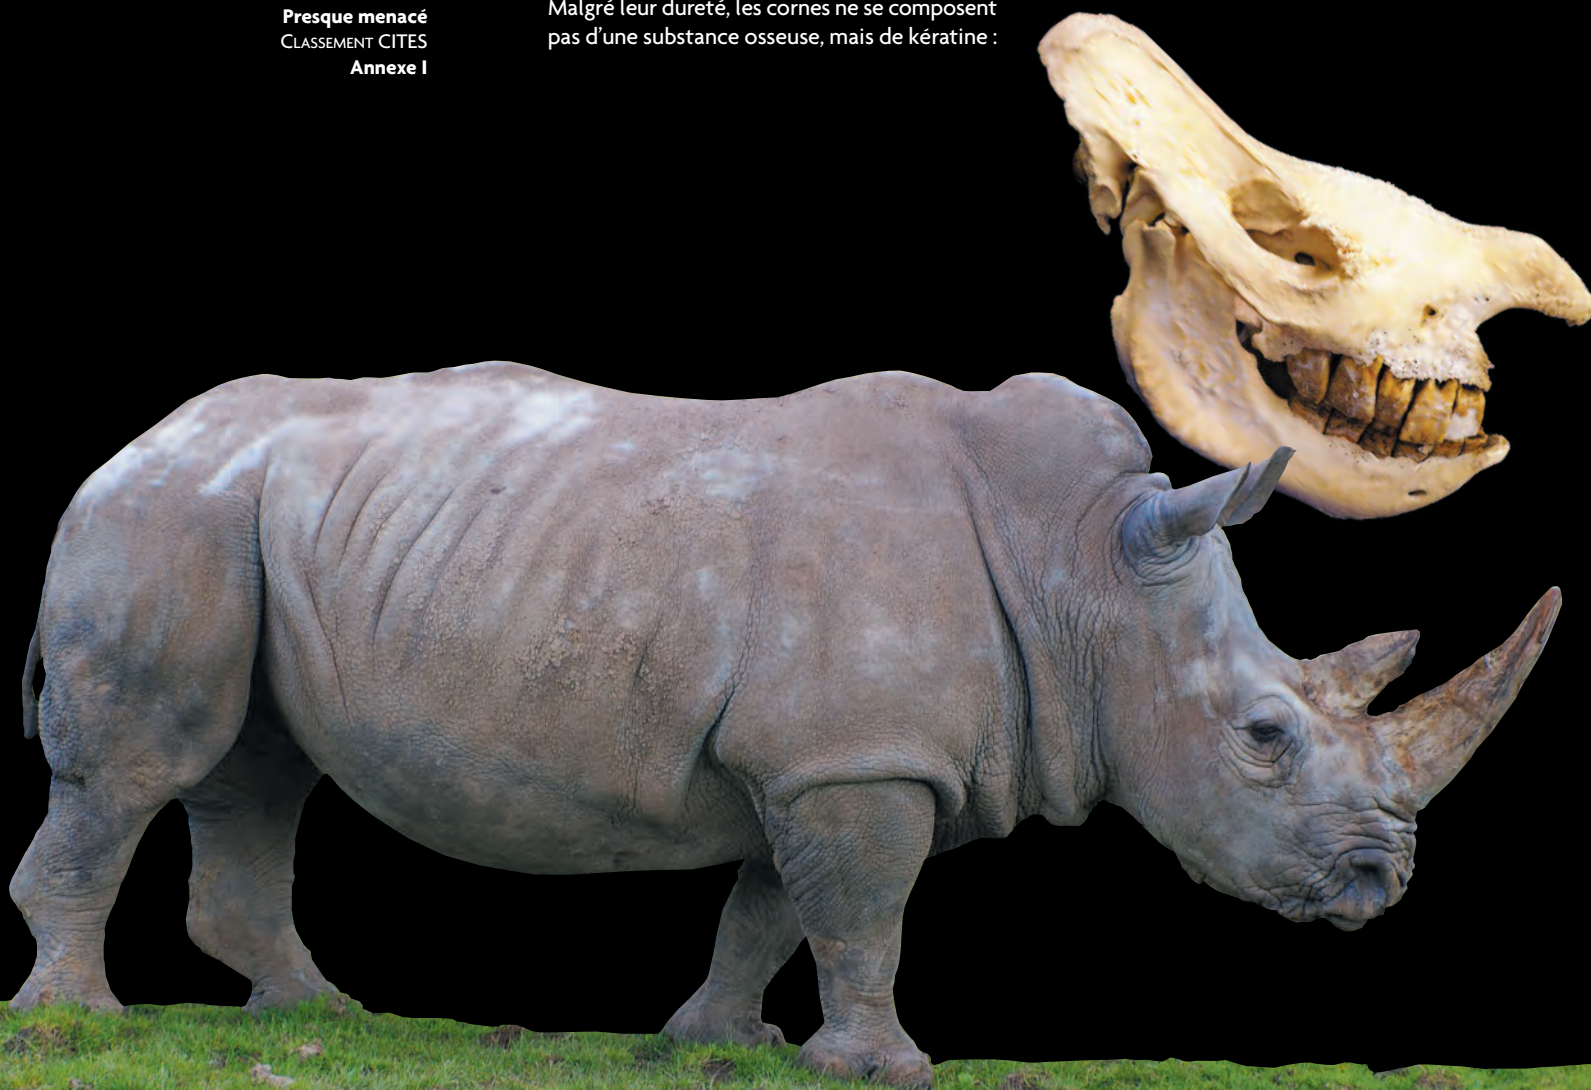 Presque menacé
CLASSEMENT CITES
Annexe I
Malgré leur dureté, les cornes ne se composent
pas d'une substance osseuse, mais de kératine :